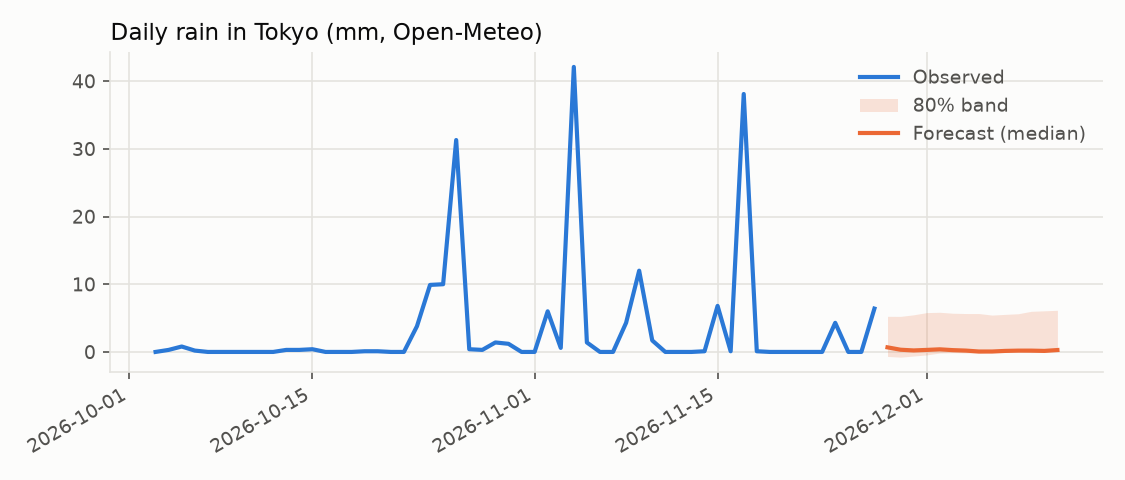 Daily rain in Tokyo (mm, Open-Meteo)
Observed
80% band
Forecast (median)
40
30
20
10
0
2026-10-01
2026-10-15
2026-11-01
2026-11-15
2026-12-01